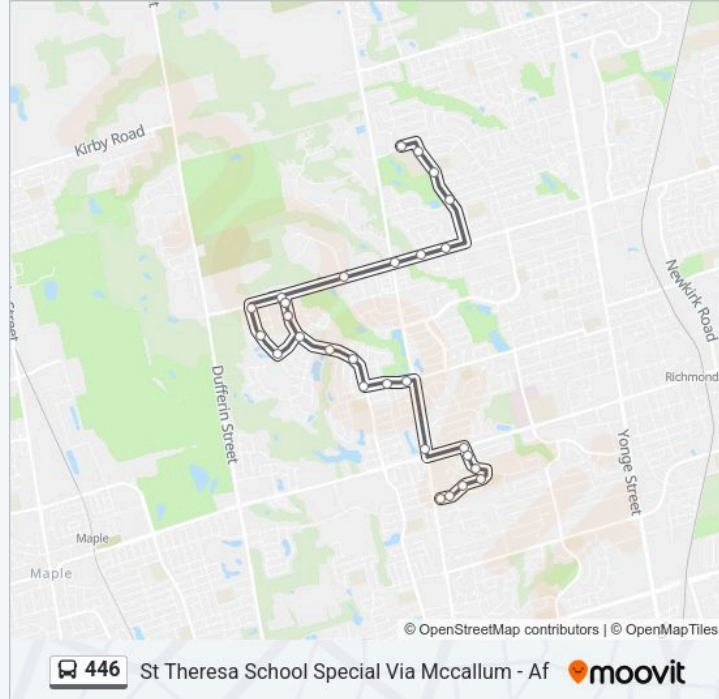 Kirby Road
Newkirk Road
Dufferin Street
Richmond
Yonge Street
Street
Maple
Maple
© OpenStreetMap contributors | © OpenMapTiles
446 St Theresa School Special Via Mccallum - Af moovit